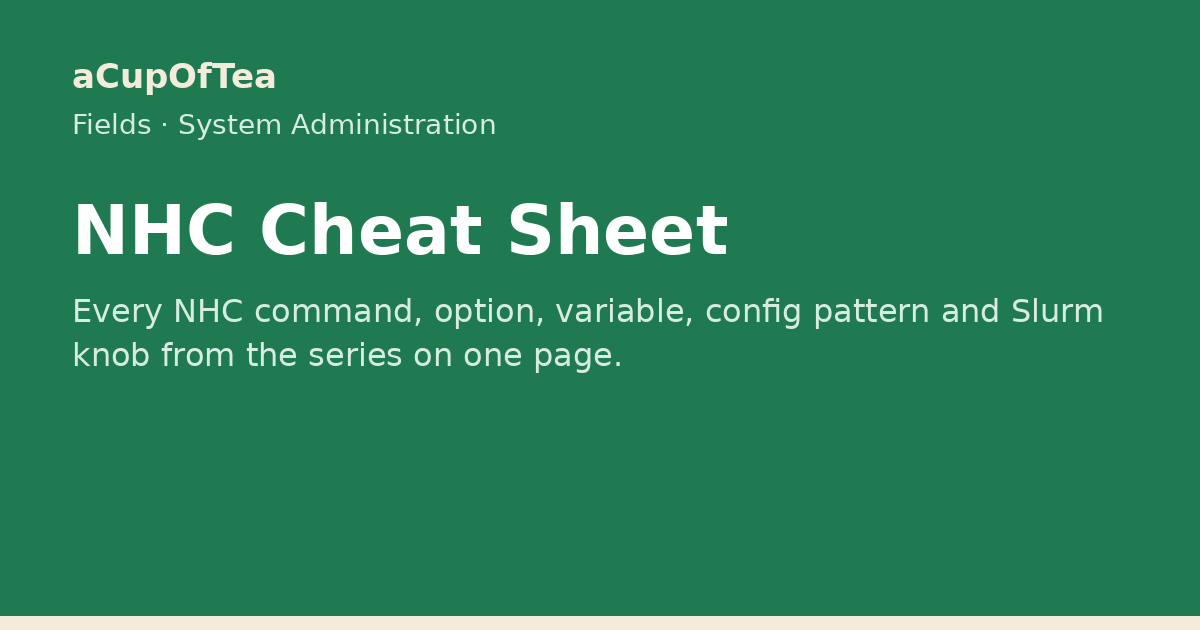 aCupOfTea
Fields · System Administration
NHC Cheat Sheet
Every NHC command, option, variable, config pattern and Slurm
knob from the series on one page.